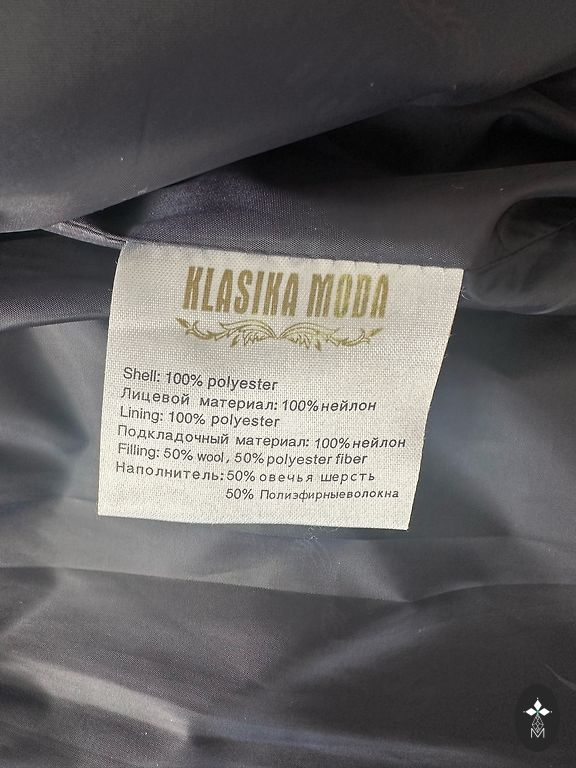 KLASIKA MODA
Shell: 100% polyester
Лицевой материал: 100% нейлон
Lining: 100% polyester
Подкладочный материал: 100% нейлон
Filling: 50% wool, 50% polyester fiber
Наполнитель: 50% овечья шерсть
50% Полиэфирныеволокна
M